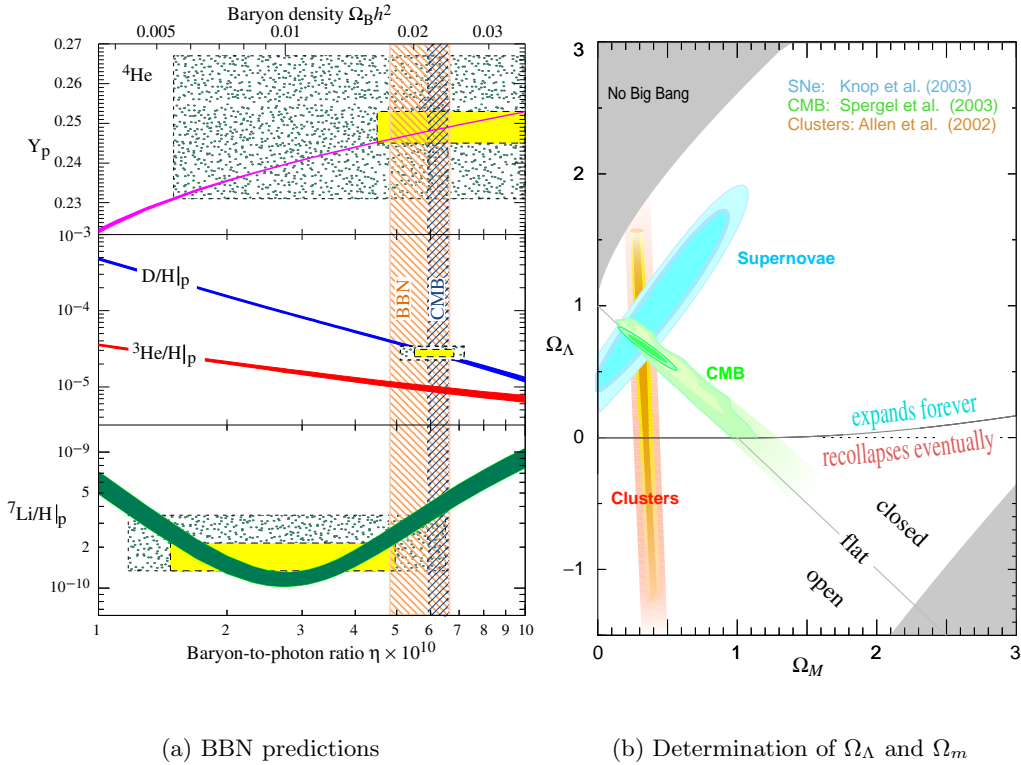 Baryon density Ω_B h²
0.005 0.01 0.02 0.03
0.27
0.26
0.25
0.24
0.23
Y_p
⁴He
10⁻³
10⁻⁴
10⁻⁵
D/H|_p
³He/H|_p
BBN
CMB
10⁻⁹
5
2
10⁻¹⁰
⁷Li/H|_p
1 2 3 4 5 6 7 8 9 10
Baryon-to-photon ratio η × 10¹⁰
(a) BBN predictions
3
2
1
0
−1
Ω_Λ
No Big Bang
SNe: Knop et al. (2003)
CMB: Spergel et al. (2003)
Clusters: Allen et al. (2002)
Supernovae
CMB
expands forever
recollapses eventually
Clusters
closed
flat
open
0 1 2 3
Ω_M
(b) Determination of Ω_Λ and Ω_m